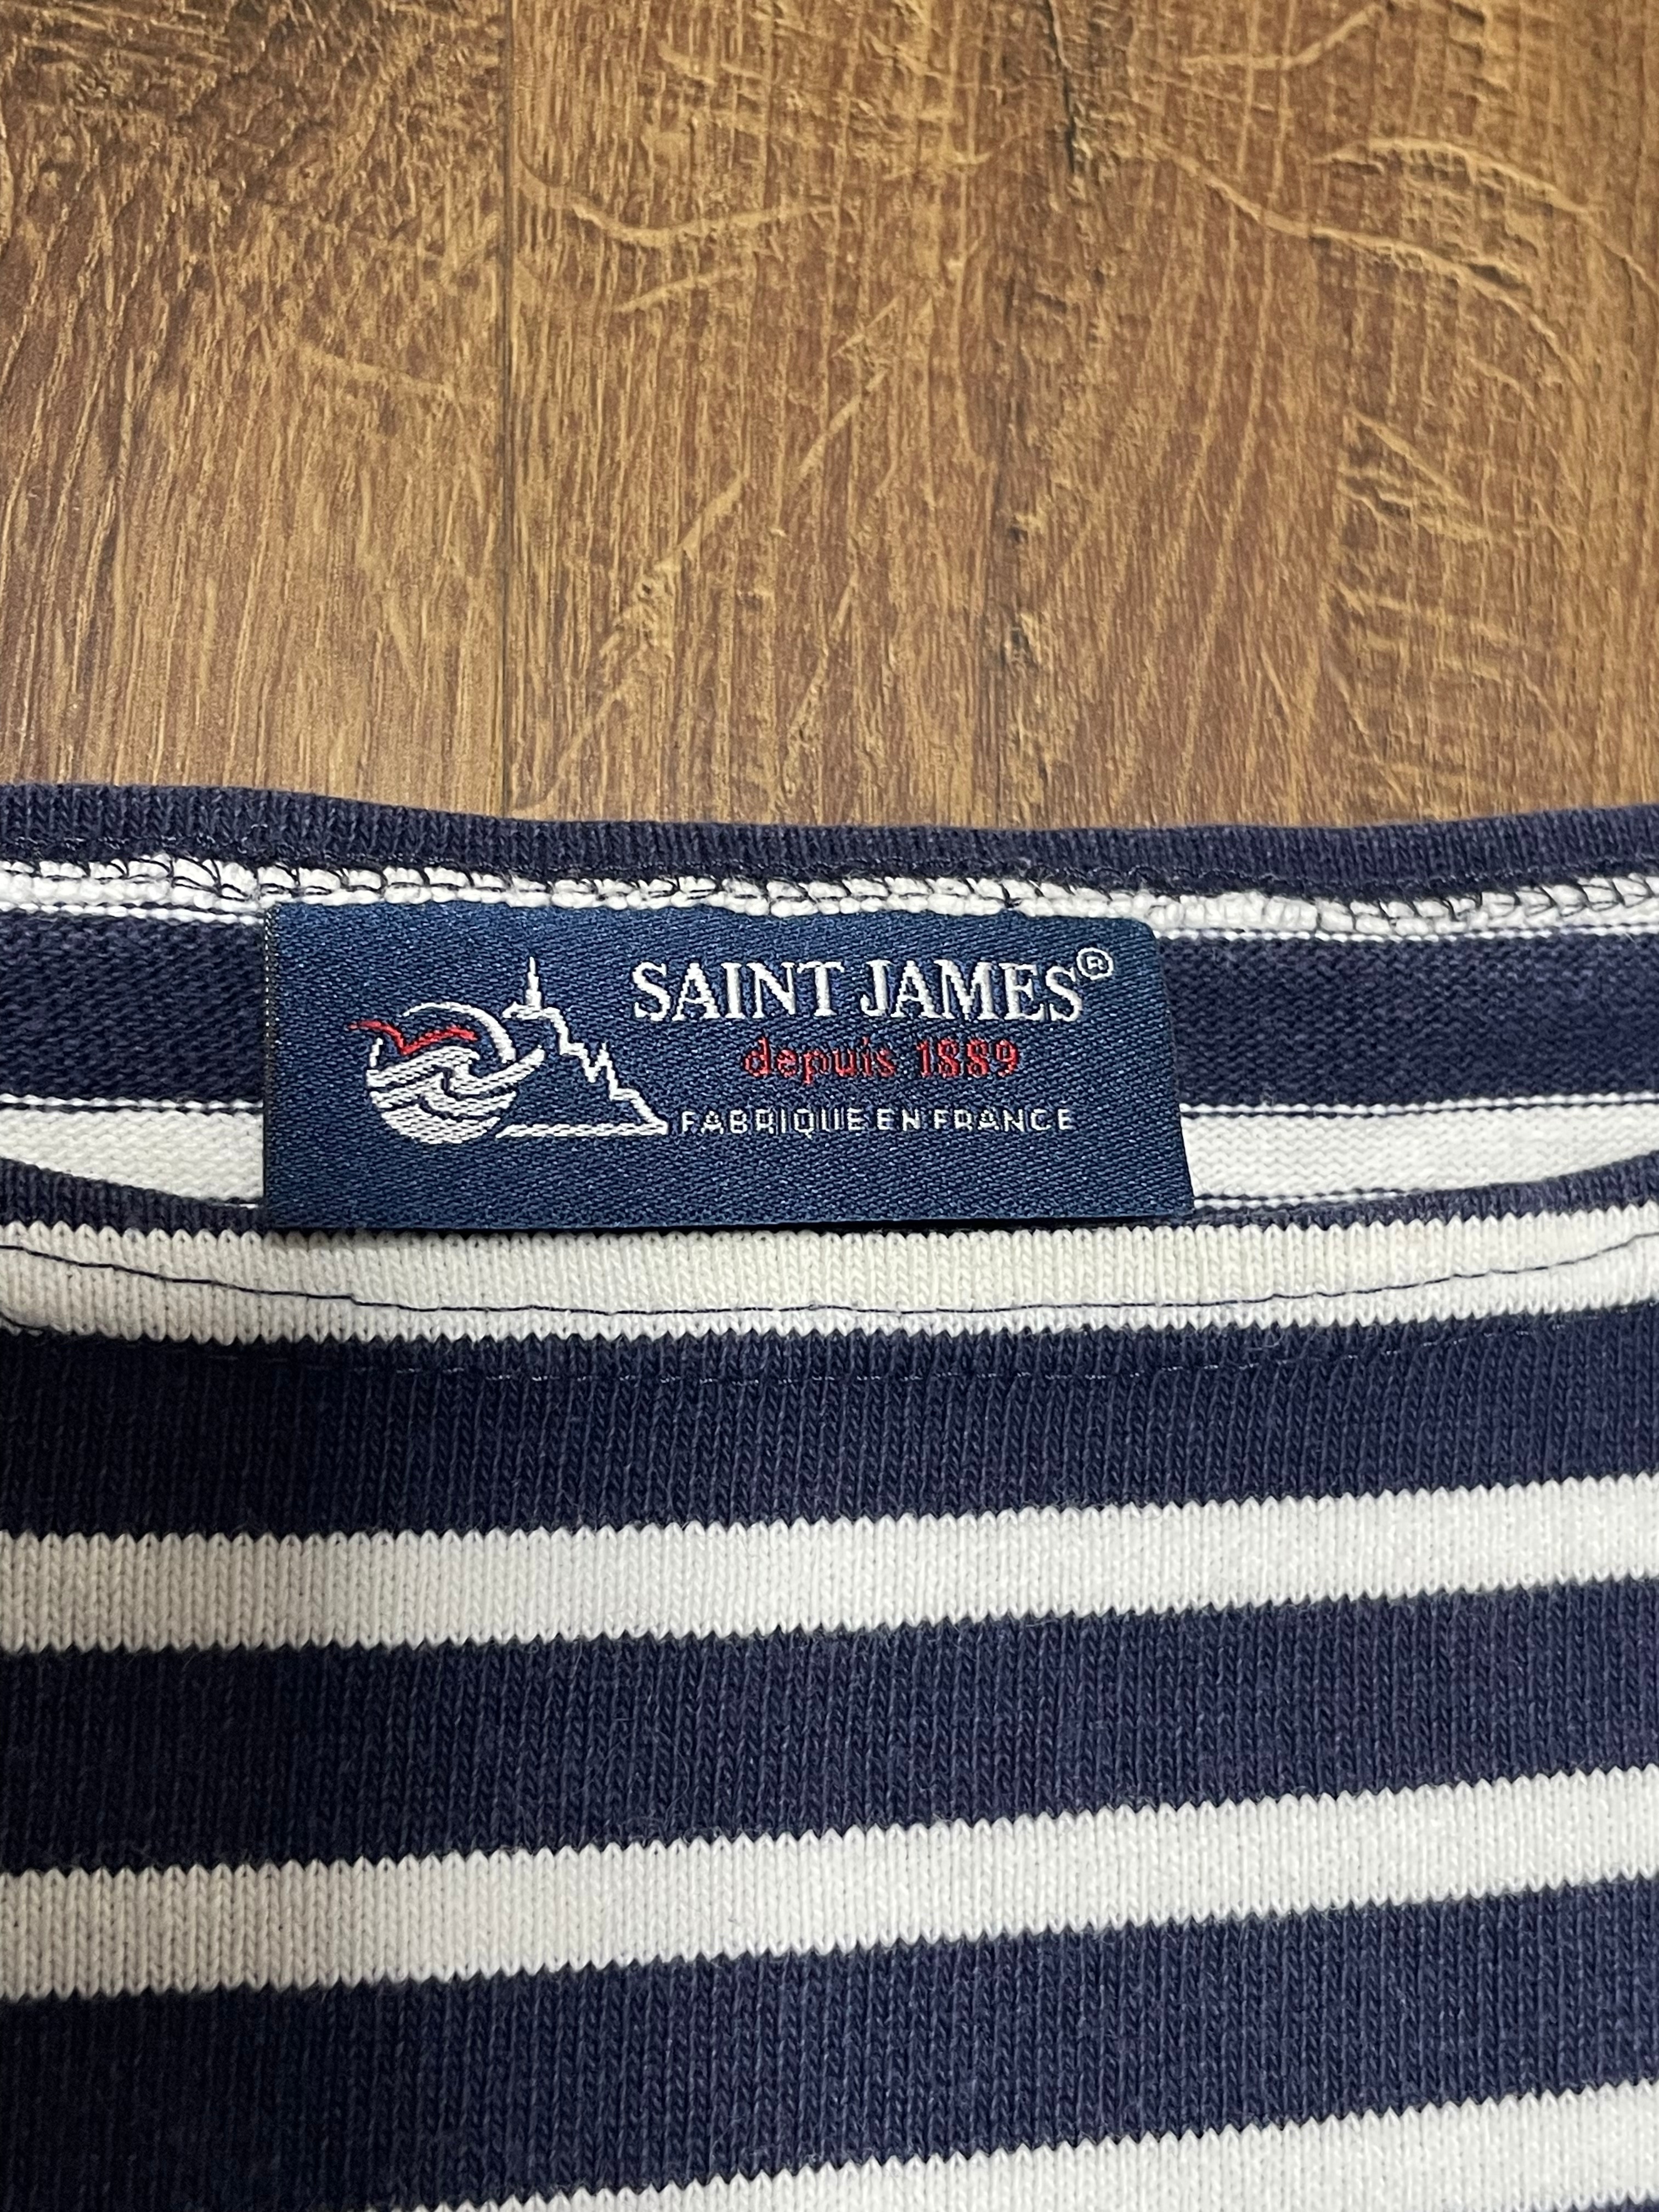 SAINT JAMES®
depuis 1889
FABRIQUE EN FRANCE